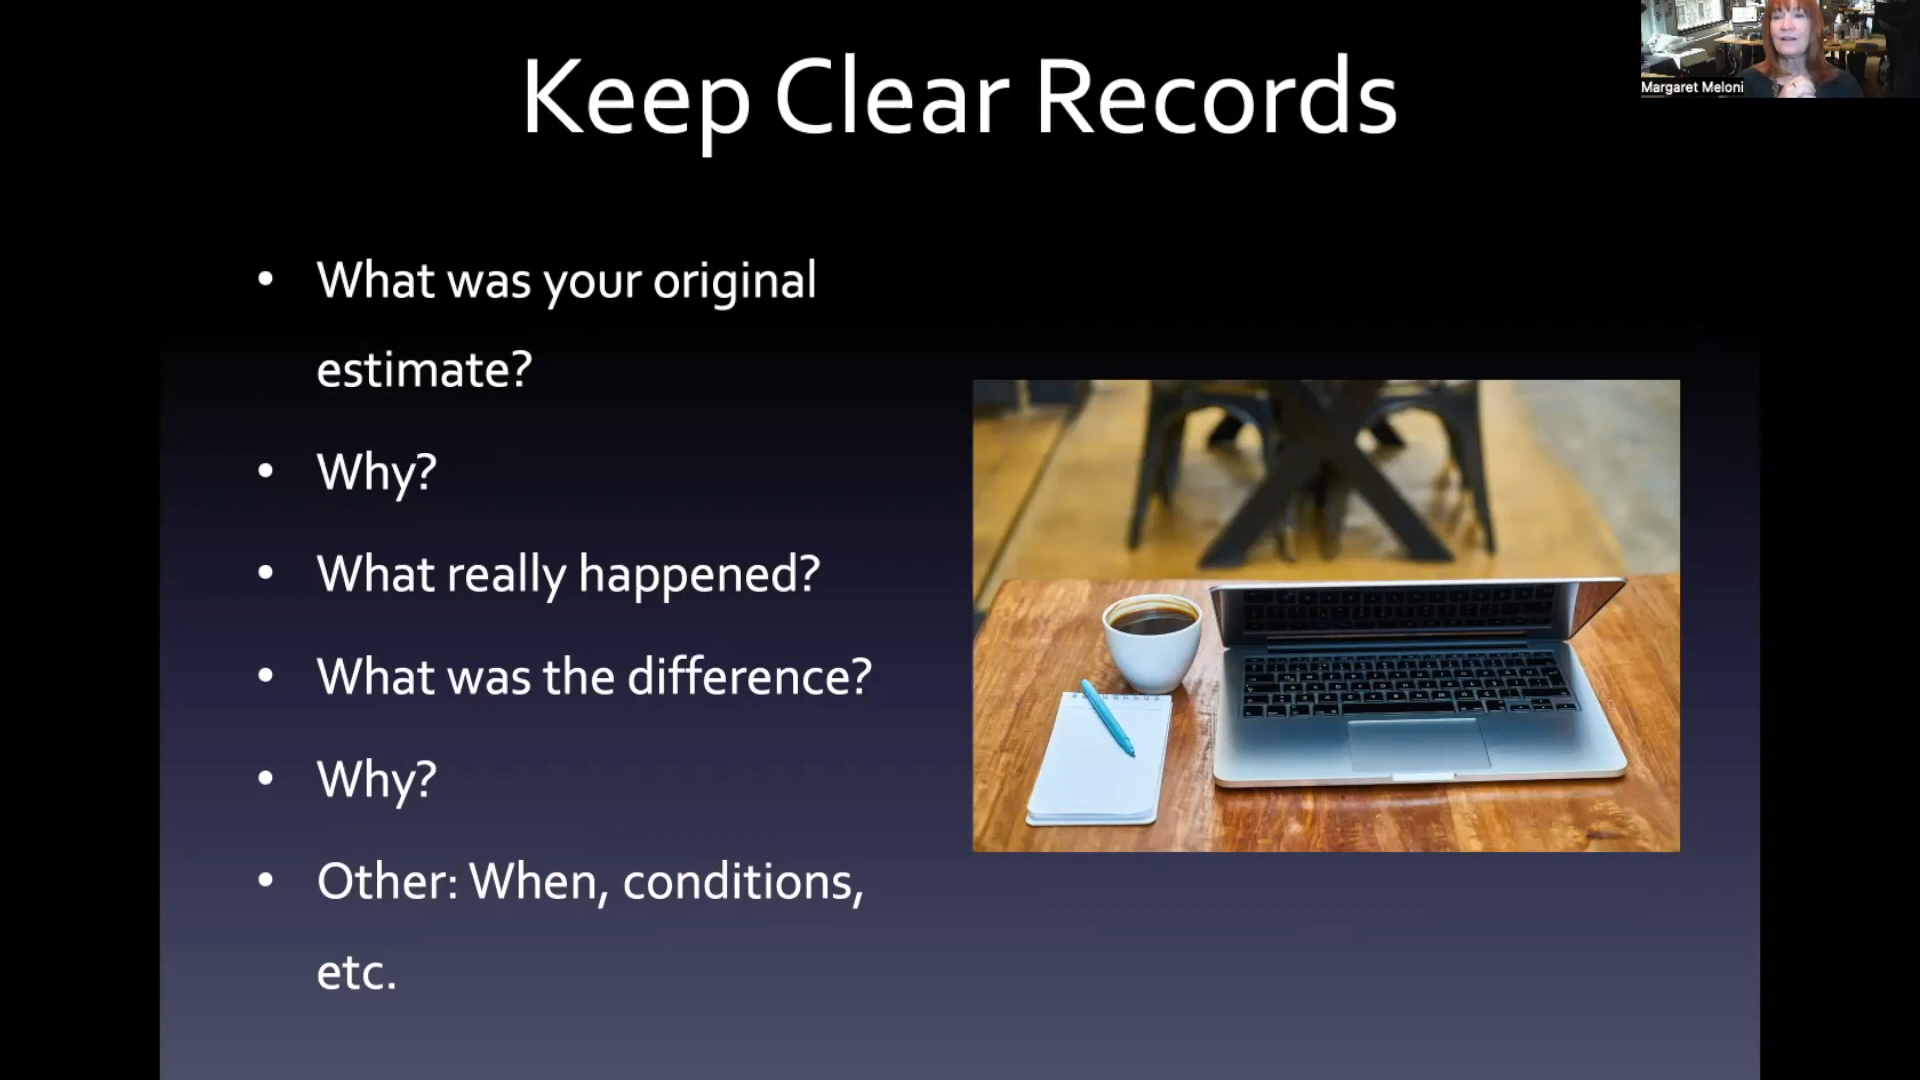 Keep Clear Records
Margaret Meloni
• What was your original
estimate?
• Why?
• What really happened?
• What was the difference?
• Why?
• Other: When, conditions,
etc.